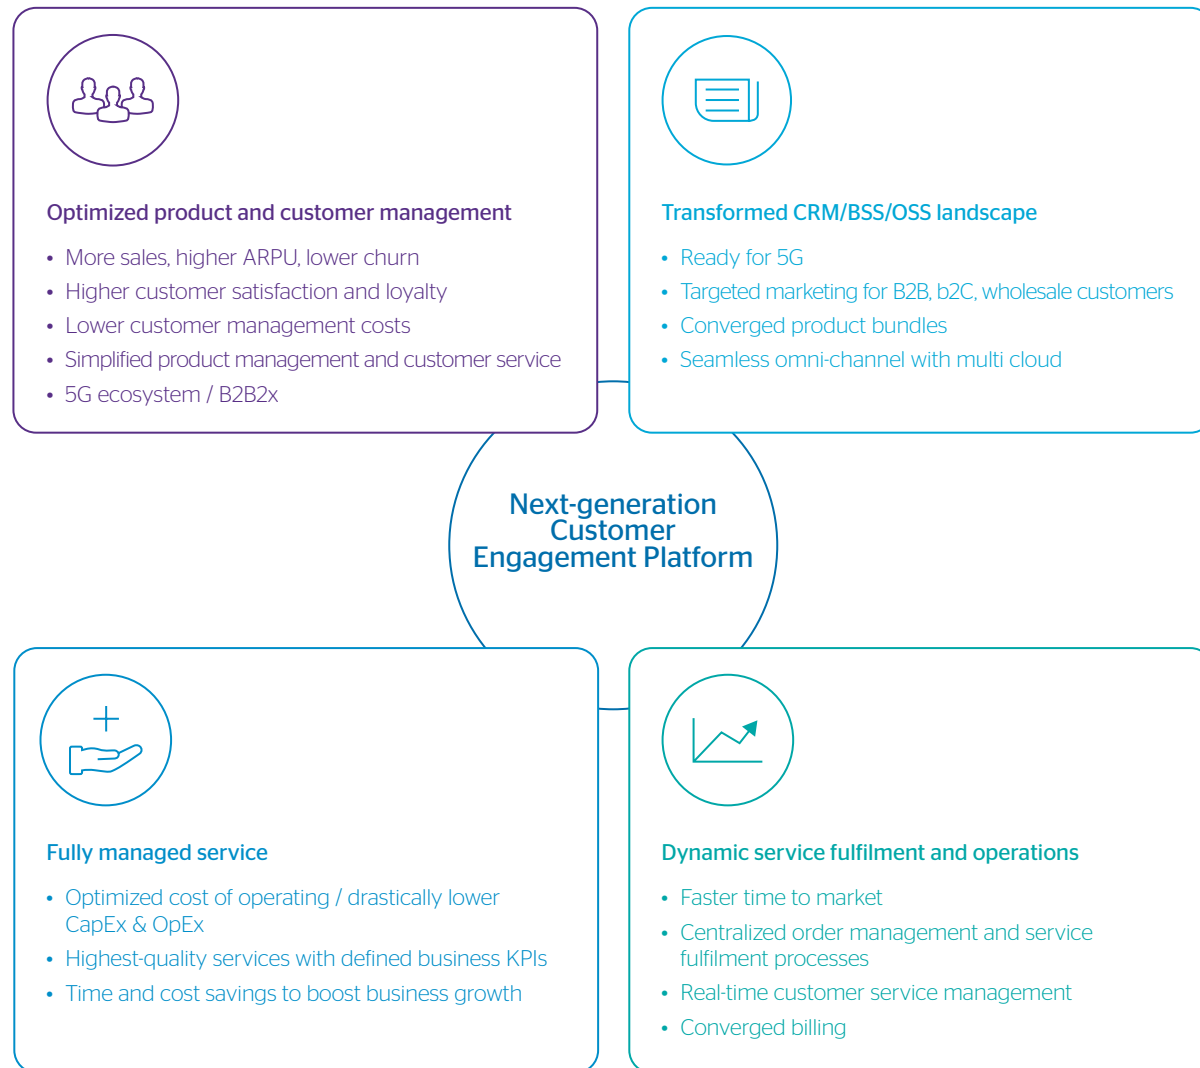 Optimized product and customer management
• More sales, higher ARPU, lower churn
• Higher customer satisfaction and loyalty
• Lower customer management costs
• Simplified product management and customer service
• 5G ecosystem / B2B2x
Transformed CRM/BSS/OSS landscape
• Ready for 5G
• Targeted marketing for B2B, b2C, wholesale customers
• Converged product bundles
• Seamless omni-channel with multi cloud
Next-generation
Customer
Engagement Platform
Fully managed service
• Optimized cost of operating / drastically lower
CapEx & OpEx
• Highest-quality services with defined business KPIs
• Time and cost savings to boost business growth
Dynamic service fulfilment and operations
• Faster time to market
• Centralized order management and service
fulfilment processes
• Real-time customer service management
• Converged billing